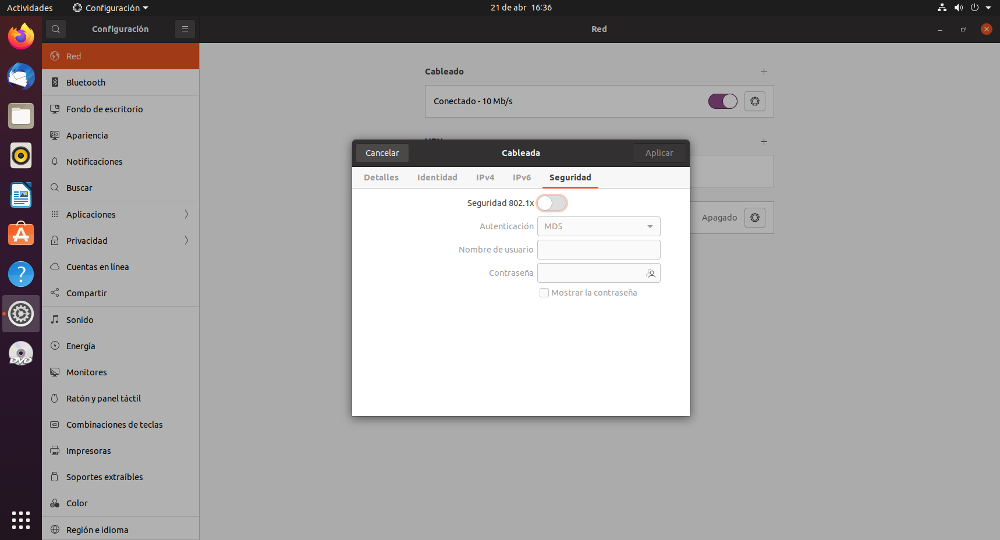 Actividades
Configuración
21 de abr 16:36
Configuración
Red
Red
Bluetooth
Fondo de escritorio
Apariencia
Notificaciones
Buscar
Aplicaciones
Privacidad
Cuentas en línea
Compartir
Sonido
Energía
Monitores
Ratón y panel táctil
Combinaciones de teclas
Impresoras
Soportes extraíbles
Color
Región e idioma
Cableado
Conectado - 10 Mb/s
Apagado
Cancelar
Cableada
Aplicar
Detalles
Identidad
IPv4
IPv6
Seguridad
Seguridad 802.1x
Autenticación
MD5
Nombre de usuario
Contraseña
Mostrar la contraseña
DVD